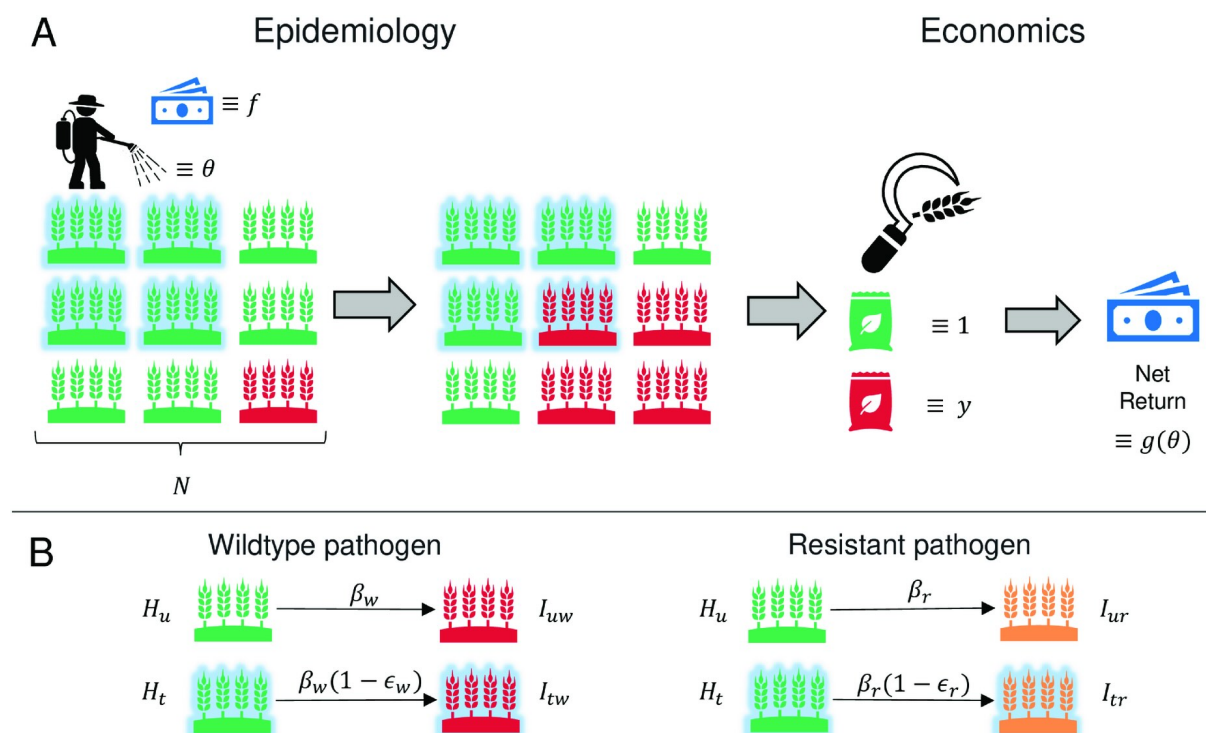 A
Epidemiology
Economics
≡ f
≡ θ
≡ 1
≡ y
Net
Return
≡ g(θ)
N
B
Wildtype pathogen
Resistant pathogen
H_u
β_w
I_uw
H_u
β_r
I_ur
H_t
β_w(1 − ϵ_w)
I_tw
H_t
β_r(1 − ϵ_r)
I_tr